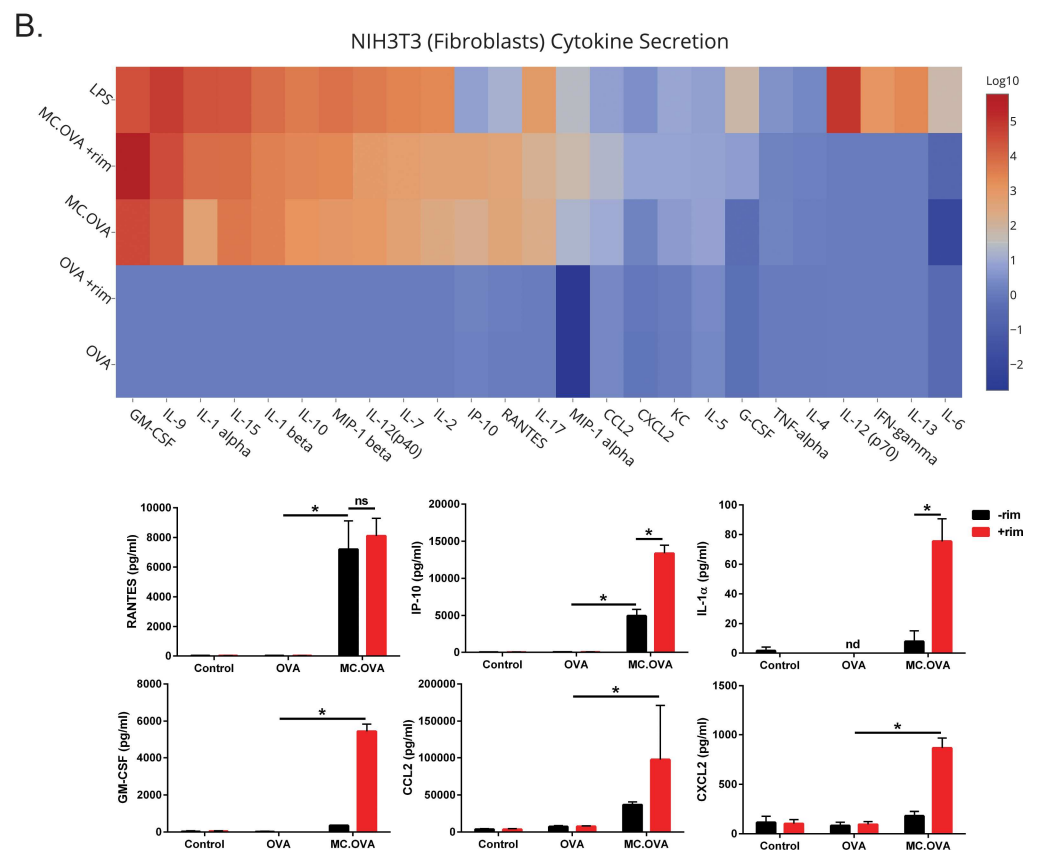 B.
NIH3T3 (Fibroblasts) Cytokine Secretion
LPS
MC.OVA +rim
MC.OVA
OVA +rim
OVA
Log10
5
4
3
2
1
0
−1
−2
GM-CSF
IL-9
IL-1 alpha
IL-15
IL-1 beta
IL-10
MIP-1 beta
IL-12(p40)
IL-7
IL-2
IP-10
RANTES
IL-17
MIP-1 alpha
CCL2
CXCL2
KC
IL-5
G-CSF
TNF-alpha
IL-4
IL-12 (p70)
IFN-gamma
IL-13
IL-6
RANTES (pg/ml)
10000
8000
6000
4000
2000
0
*
ns
Control OVA MC.OVA
IP-10 (pg/ml)
20000
15000
10000
5000
0
*
*
Control OVA MC.OVA
IL-1α (pg/ml)
100
80
60
40
20
0
nd
*
Control OVA MC.OVA
-rim
+rim
GM-CSF (pg/ml)
8000
6000
4000
2000
0
*
Control OVA MC.OVA
CCL2 (pg/ml)
200000
150000
100000
50000
0
*
Control OVA MC.OVA
CXCL2 (pg/ml)
1500
1000
500
0
*
Control OVA MC.OVA